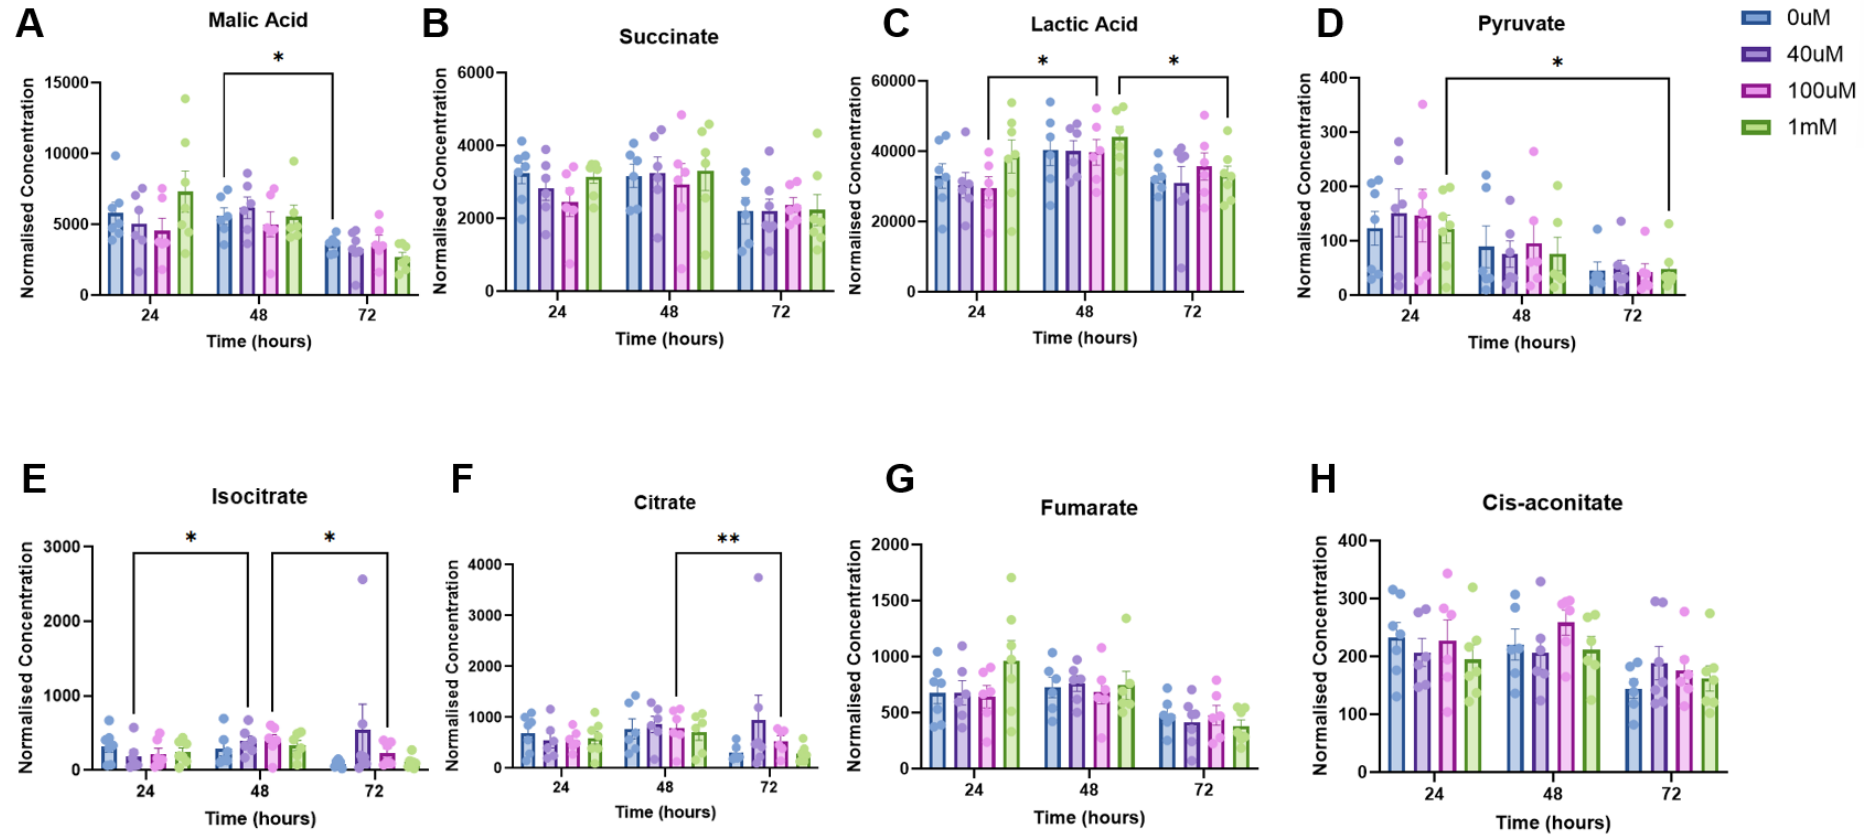 A
Malic Acid
*
Normalised Concentration
15000
10000
5000
0
24 48 72
Time (hours)
B
Succinate
Normalised Concentration
6000
4000
2000
0
24 48 72
Time (hours)
C
Lactic Acid
* *
Normalised Concentration
60000
40000
20000
0
24 48 72
Time (hours)
D
Pyruvate
*
Normalised Concentration
400
300
200
100
0
24 48 72
Time (hours)
0uM
40uM
100uM
1mM
E
Isocitrate
* *
Normalised Concentration
3000
2000
1000
0
24 48 72
Time (hours)
F
Citrate
**
Normalised Concentration
4000
3000
2000
1000
0
24 48 72
Time (hours)
G
Fumarate
Normalised Concentration
2000
1500
1000
500
0
24 48 72
Time (hours)
H
Cis-aconitate
Normalised Concentration
400
300
200
100
0
24 48 72
Time (hours)